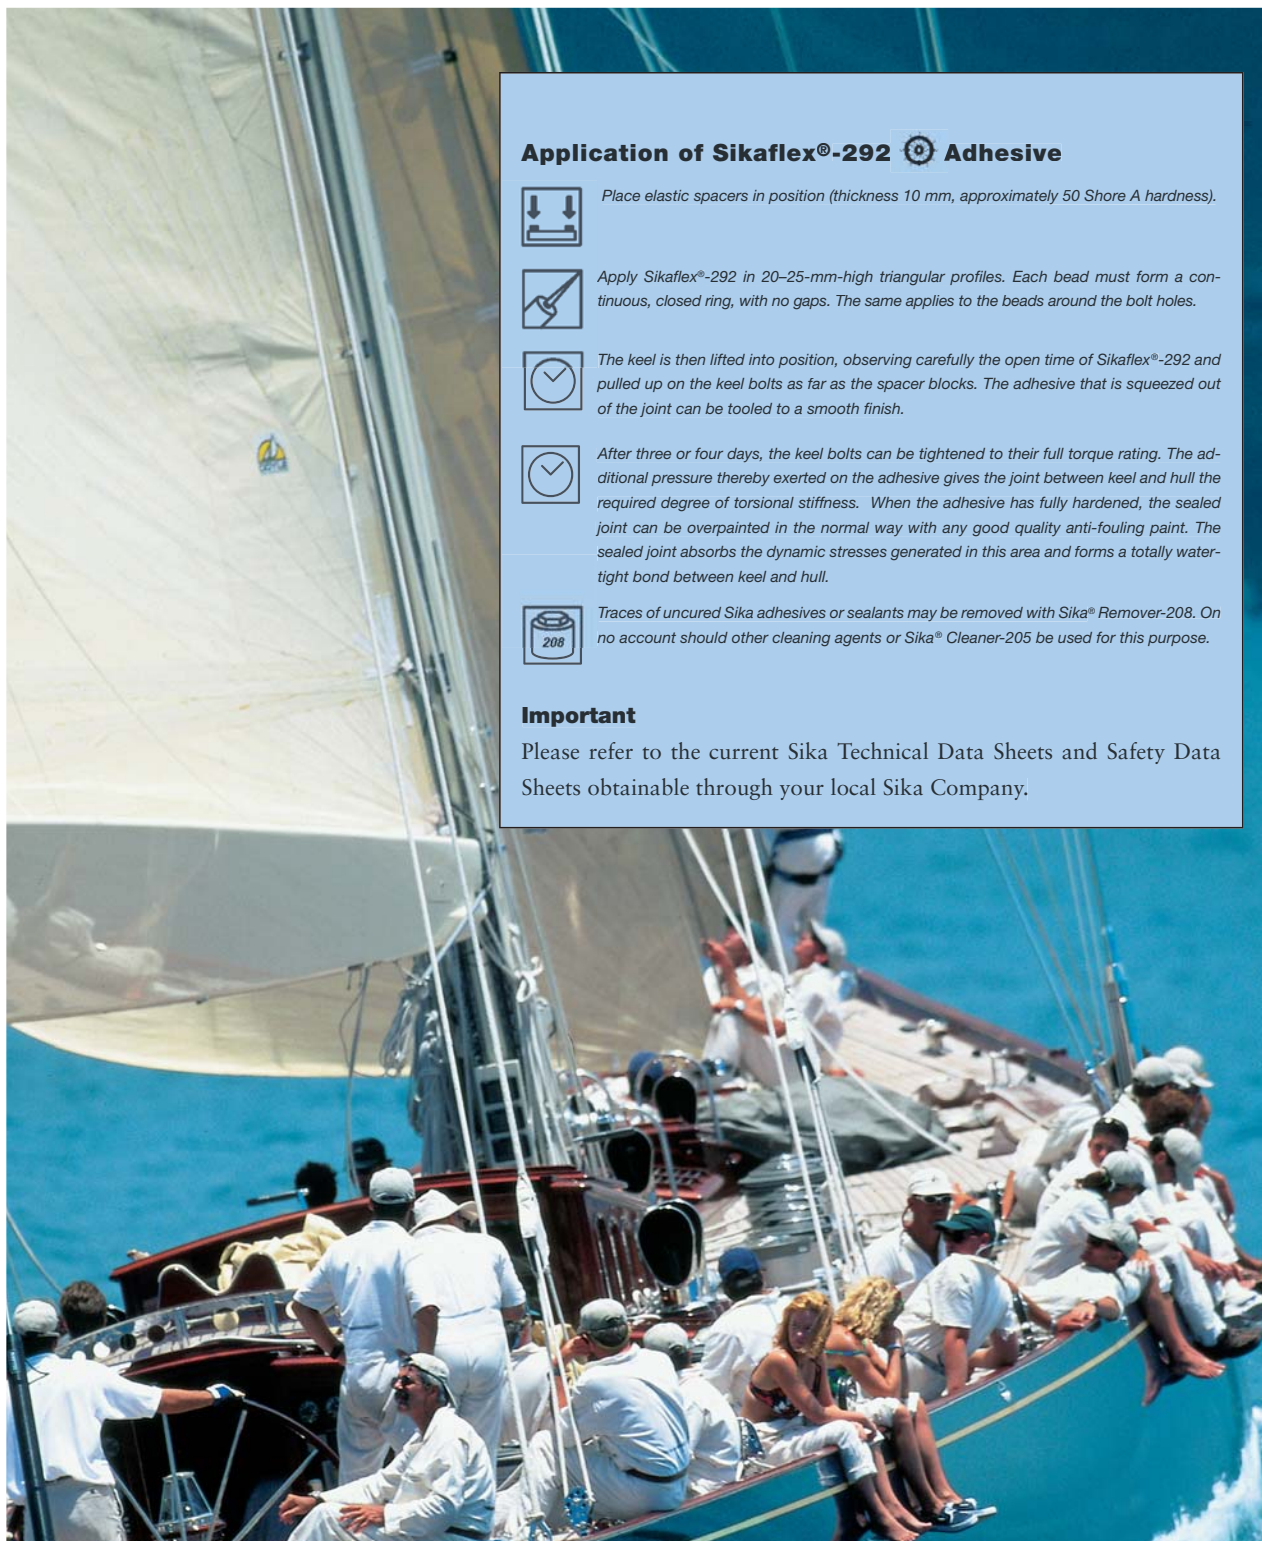 Application of Sikaflex®-292 Adhesive
Place elastic spacers in position (thickness 10 mm, approximately 50 Shore A hardness).
Apply Sikaflex®-292 in 20–25-mm-high triangular profiles. Each bead must form a con-
tinuous, closed ring, with no gaps. The same applies to the beads around the bolt holes.
The keel is then lifted into position, observing carefully the open time of Sikaflex®-292 and
pulled up on the keel bolts as far as the spacer blocks. The adhesive that is squeezed out
of the joint can be tooled to a smooth finish.
After three or four days, the keel bolts can be tightened to their full torque rating. The ad-
ditional pressure thereby exerted on the adhesive gives the joint between keel and hull the
required degree of torsional stiffness. When the adhesive has fully hardened, the sealed
joint can be overpainted in the normal way with any good quality anti-fouling paint. The
sealed joint absorbs the dynamic stresses generated in this area and forms a totally water-
tight bond between keel and hull.
208
Traces of uncured Sika adhesives or sealants may be removed with Sika® Remover-208. On
no account should other cleaning agents or Sika® Cleaner-205 be used for this purpose.
Important
Please refer to the current Sika Technical Data Sheets and Safety Data
Sheets obtainable through your local Sika Company.